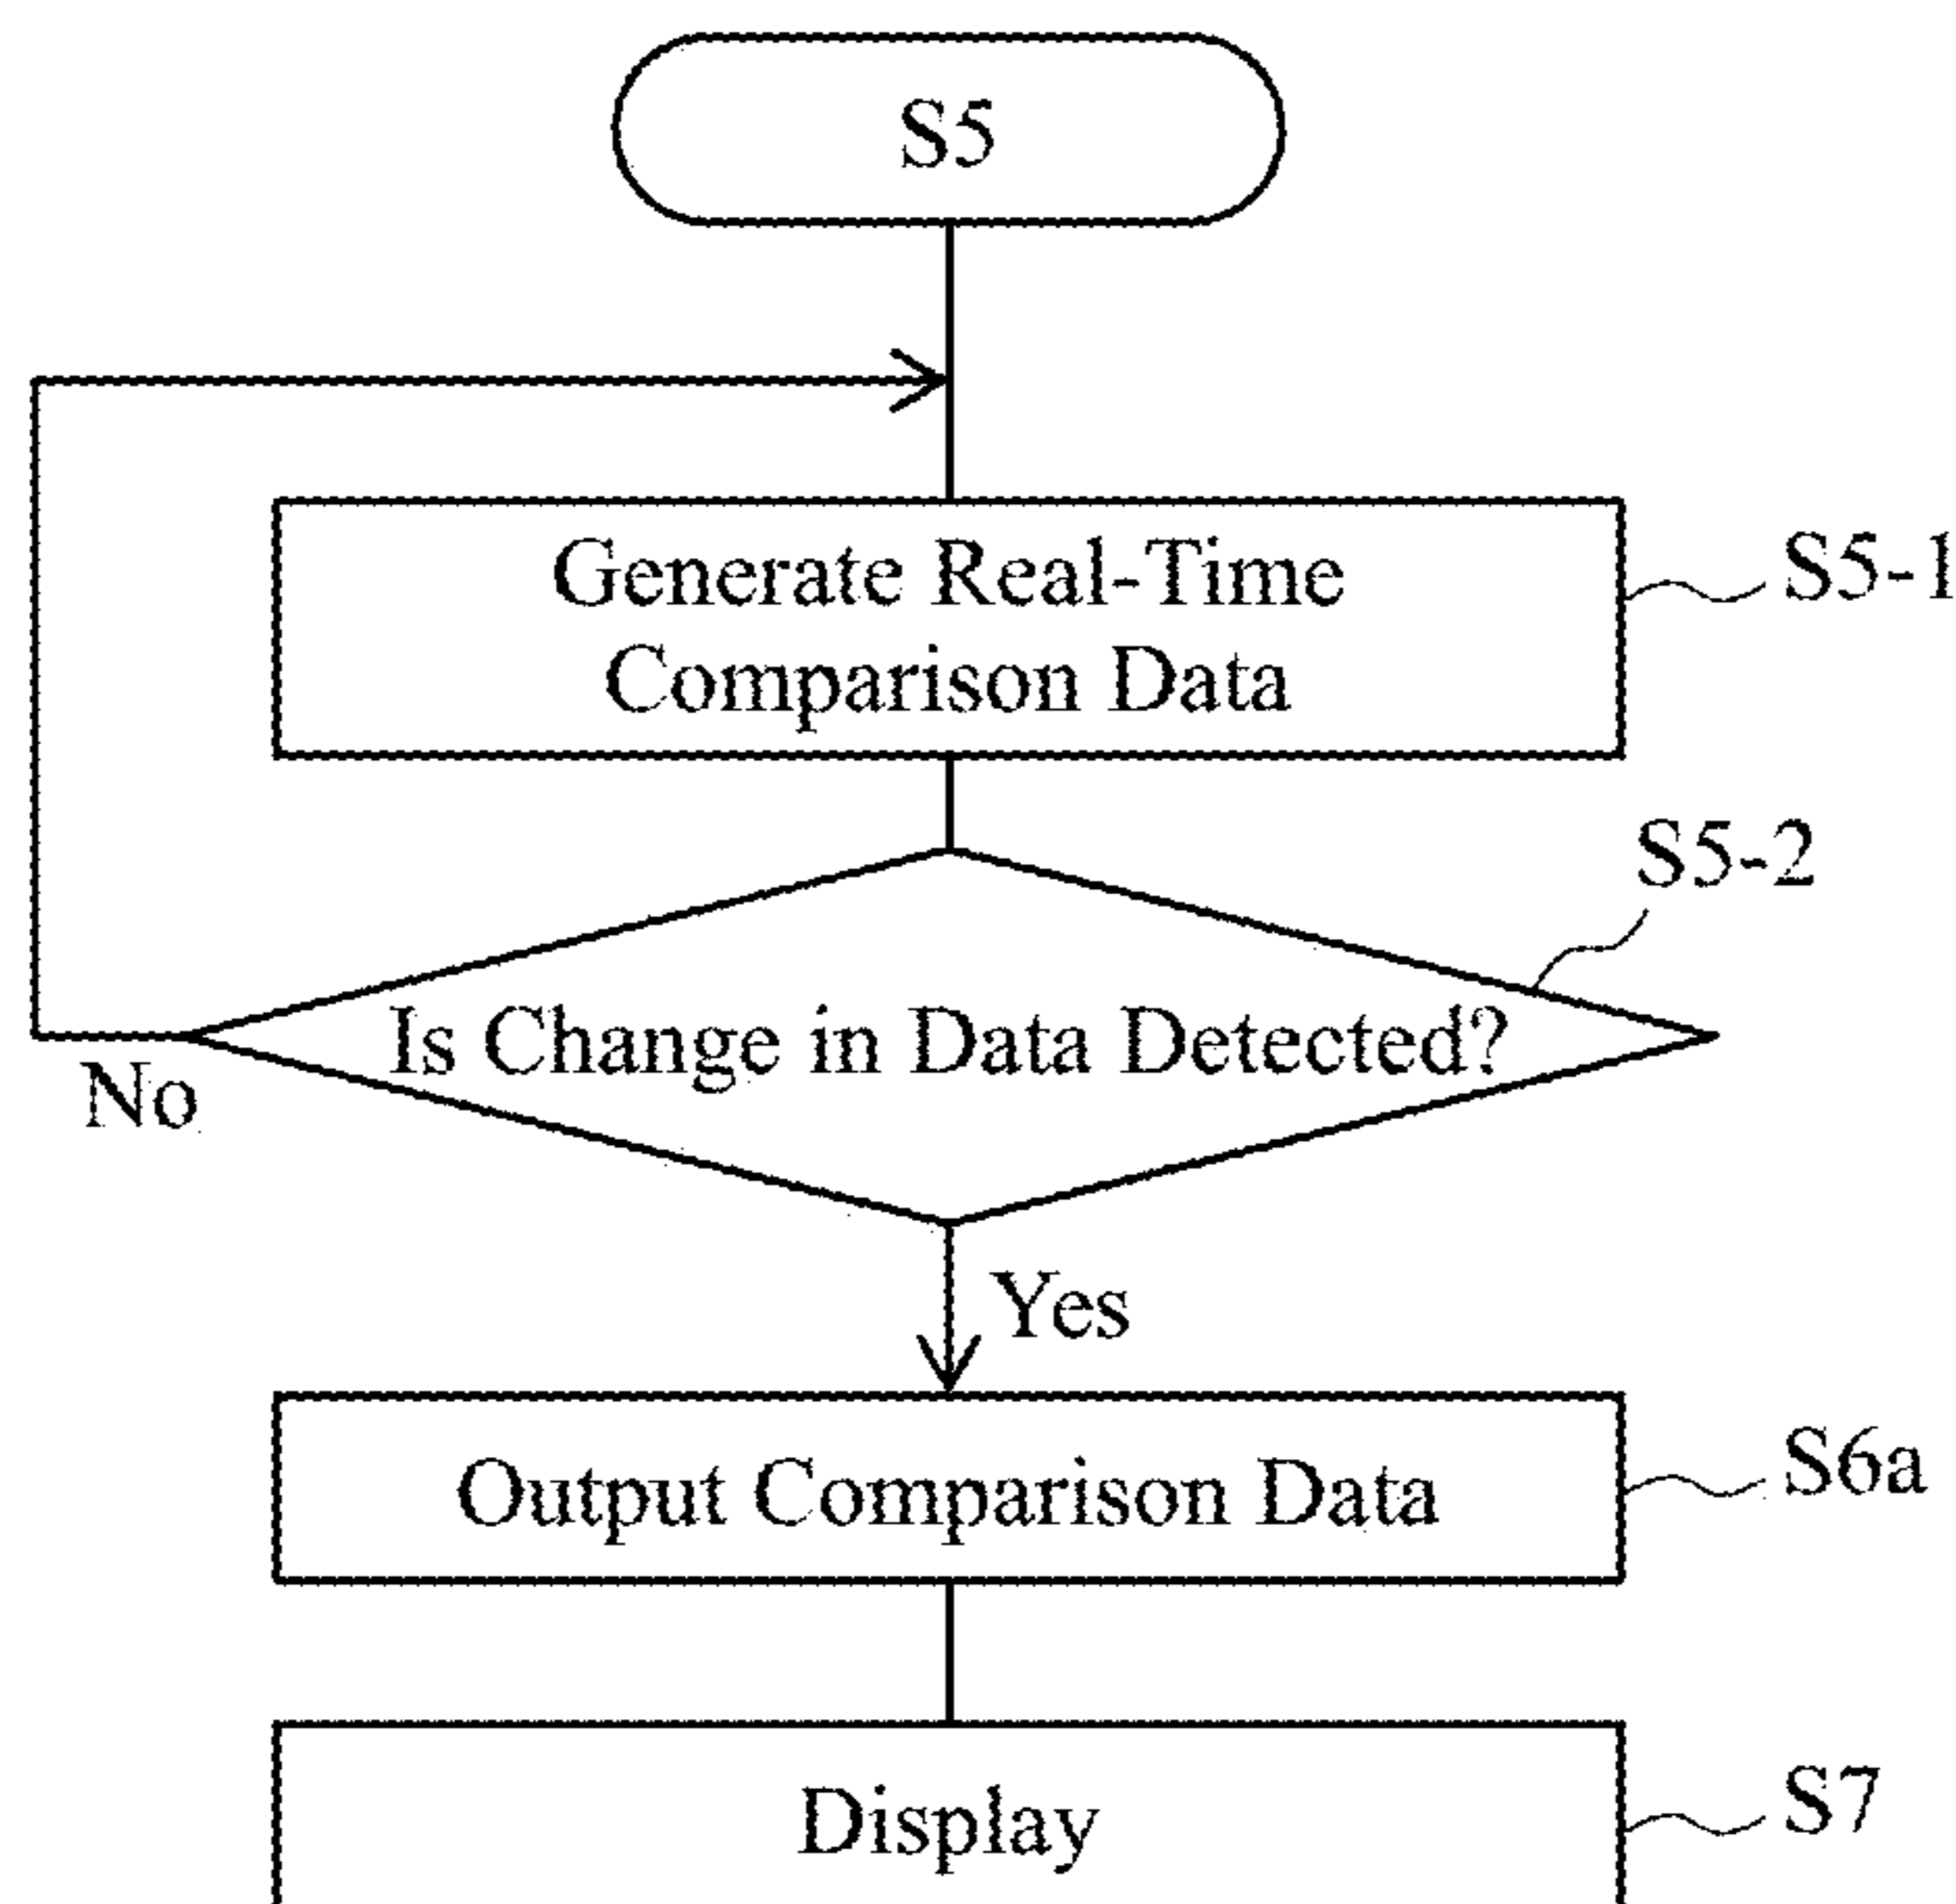 S5
Generate Real-Time
Comparison Data
S5-1
S5-2
Is Change in Data Detected?
No
Yes
Output Comparison Data
S6a
Display
S7